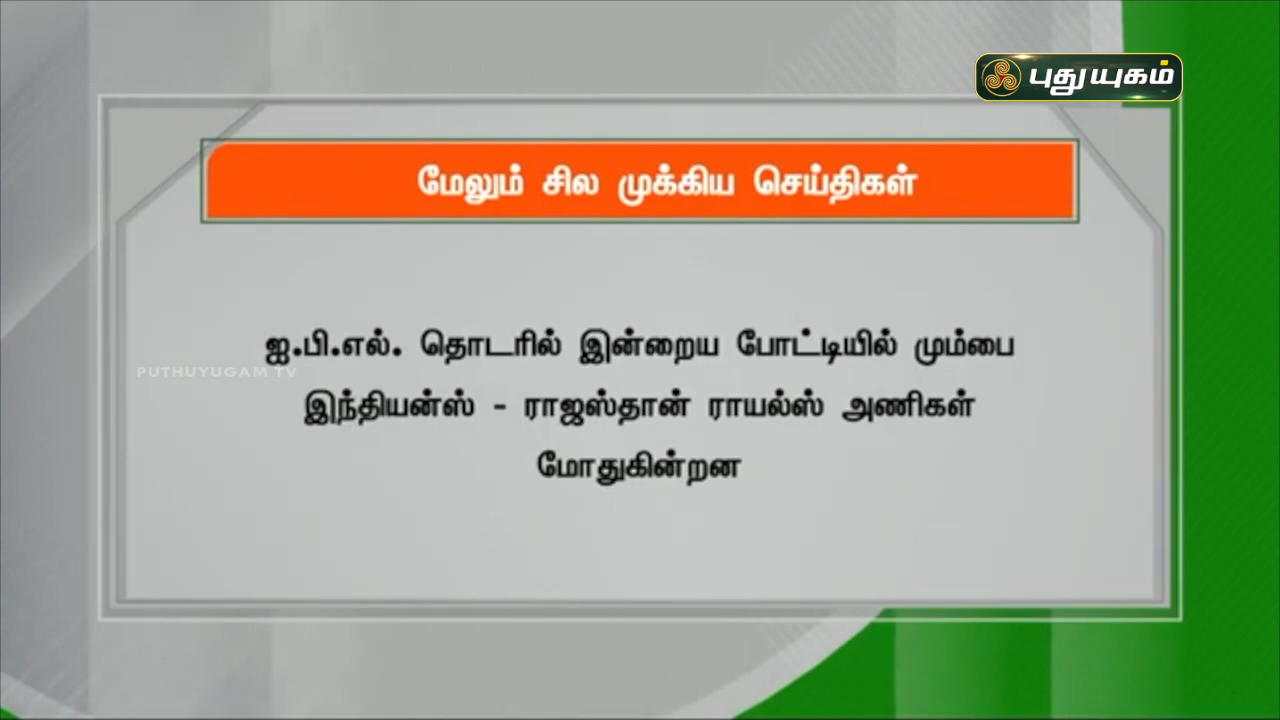 புதுயுகம்
மேலும் சில முக்கிய செய்திகள்
ஐ.பி.எல். தொடரில் இன்றைய போட்டியில் மும்பை
PUTHUYUGAM TV
இந்தியன்ஸ் - ராஜஸ்தான் ராயல்ஸ் அணிகள்
மோதுகின்றன